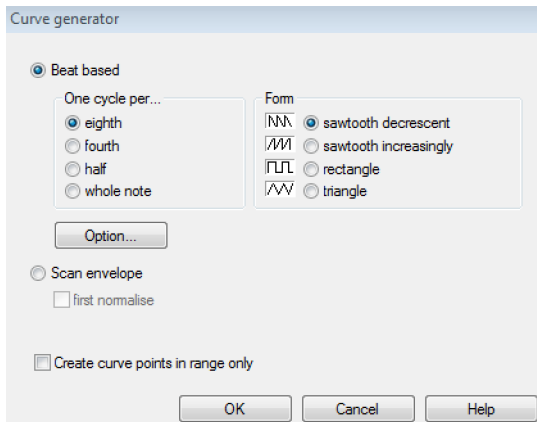 Curve generator
Beat based
One cycle per...
eighth
fourth
half
whole note
Form
sawtooth decrescent
sawtooth increasingly
rectangle
triangle
Option...
Scan envelope
first normalise
Create curve points in range only
OK Cancel Help